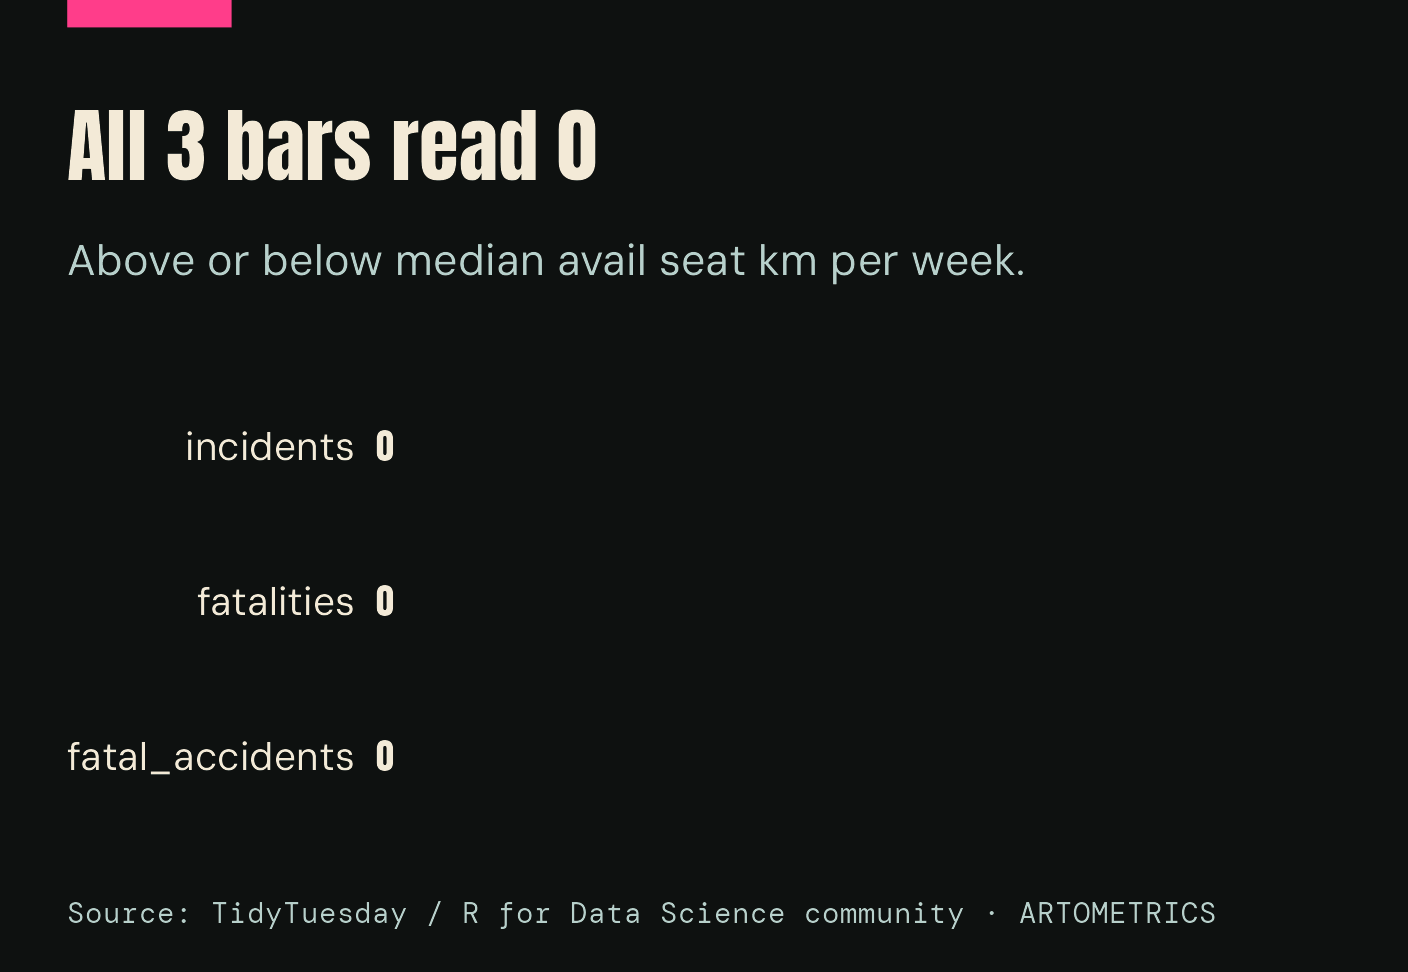 All 3 bars read 0
Above or below median avail seat km per week.
incidents 0
fatalities 0
fatal_accidents 0
Source: TidyTuesday / R for Data Science community · ARTOMETRICS